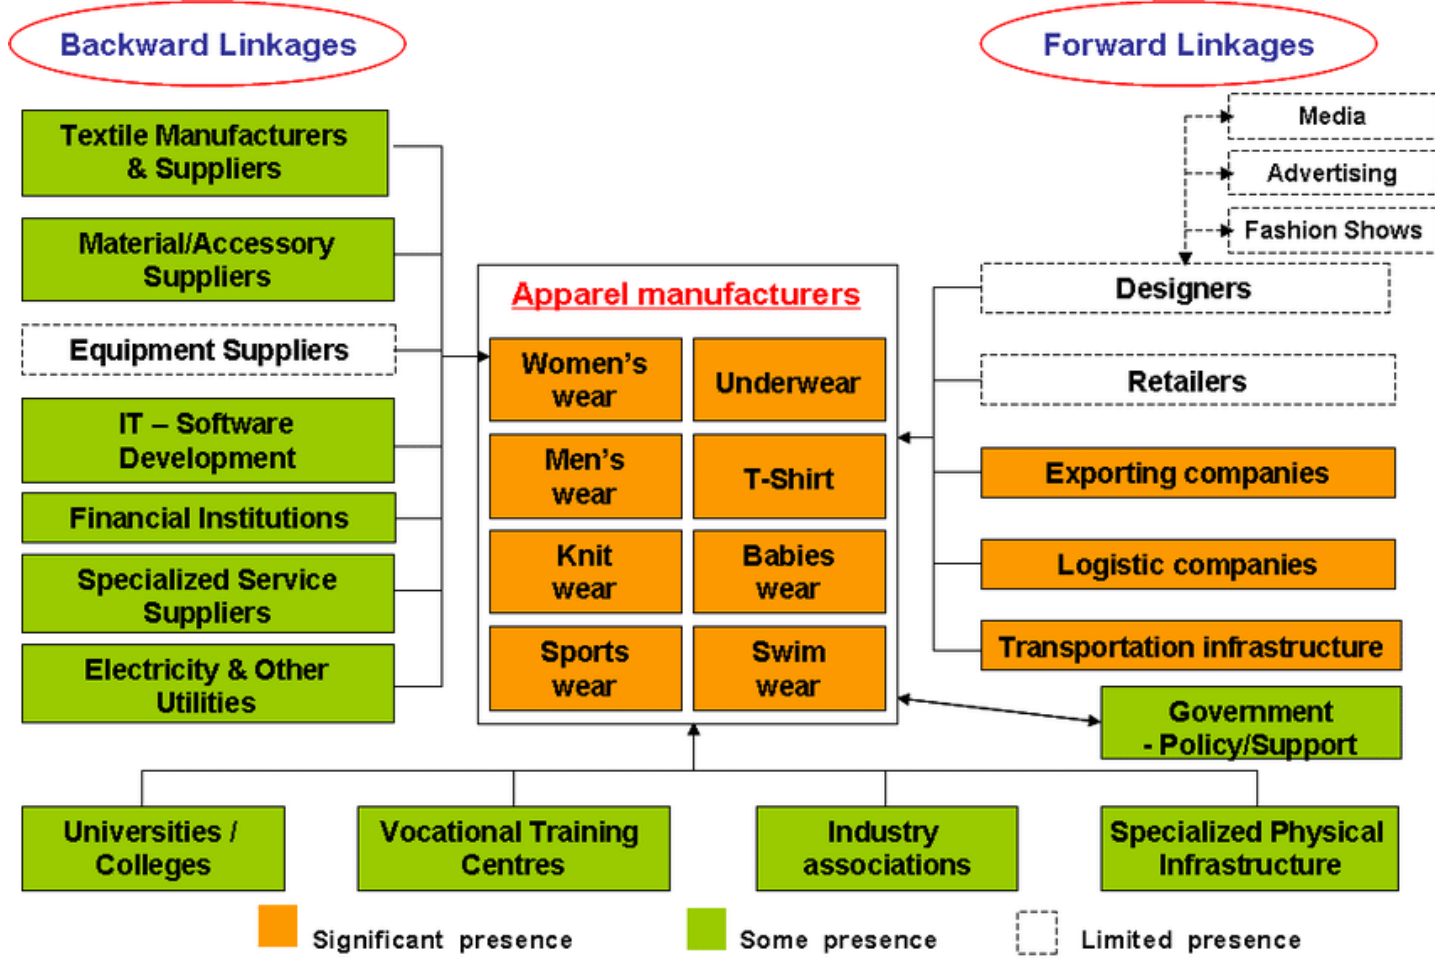 Backward Linkages
Forward Linkages
Textile Manufacturers
& Suppliers
Material/Accessory
Suppliers
Equipment Suppliers
IT – Software
Development
Financial Institutions
Specialized Service
Suppliers
Electricity & Other
Utilities
Apparel manufacturers
Women’s
wear
Underwear
Men’s
wear
T-Shirt
Knit
wear
Babies
wear
Sports
wear
Swim
wear
Media
Advertising
Fashion Shows
Designers
Retailers
Exporting companies
Logistic companies
Transportation infrastructure
Government
- Policy/Support
Universities /
Colleges
Vocational Training
Centres
Industry
associations
Specialized Physical
Infrastructure
Significant presence
Some presence
Limited presence